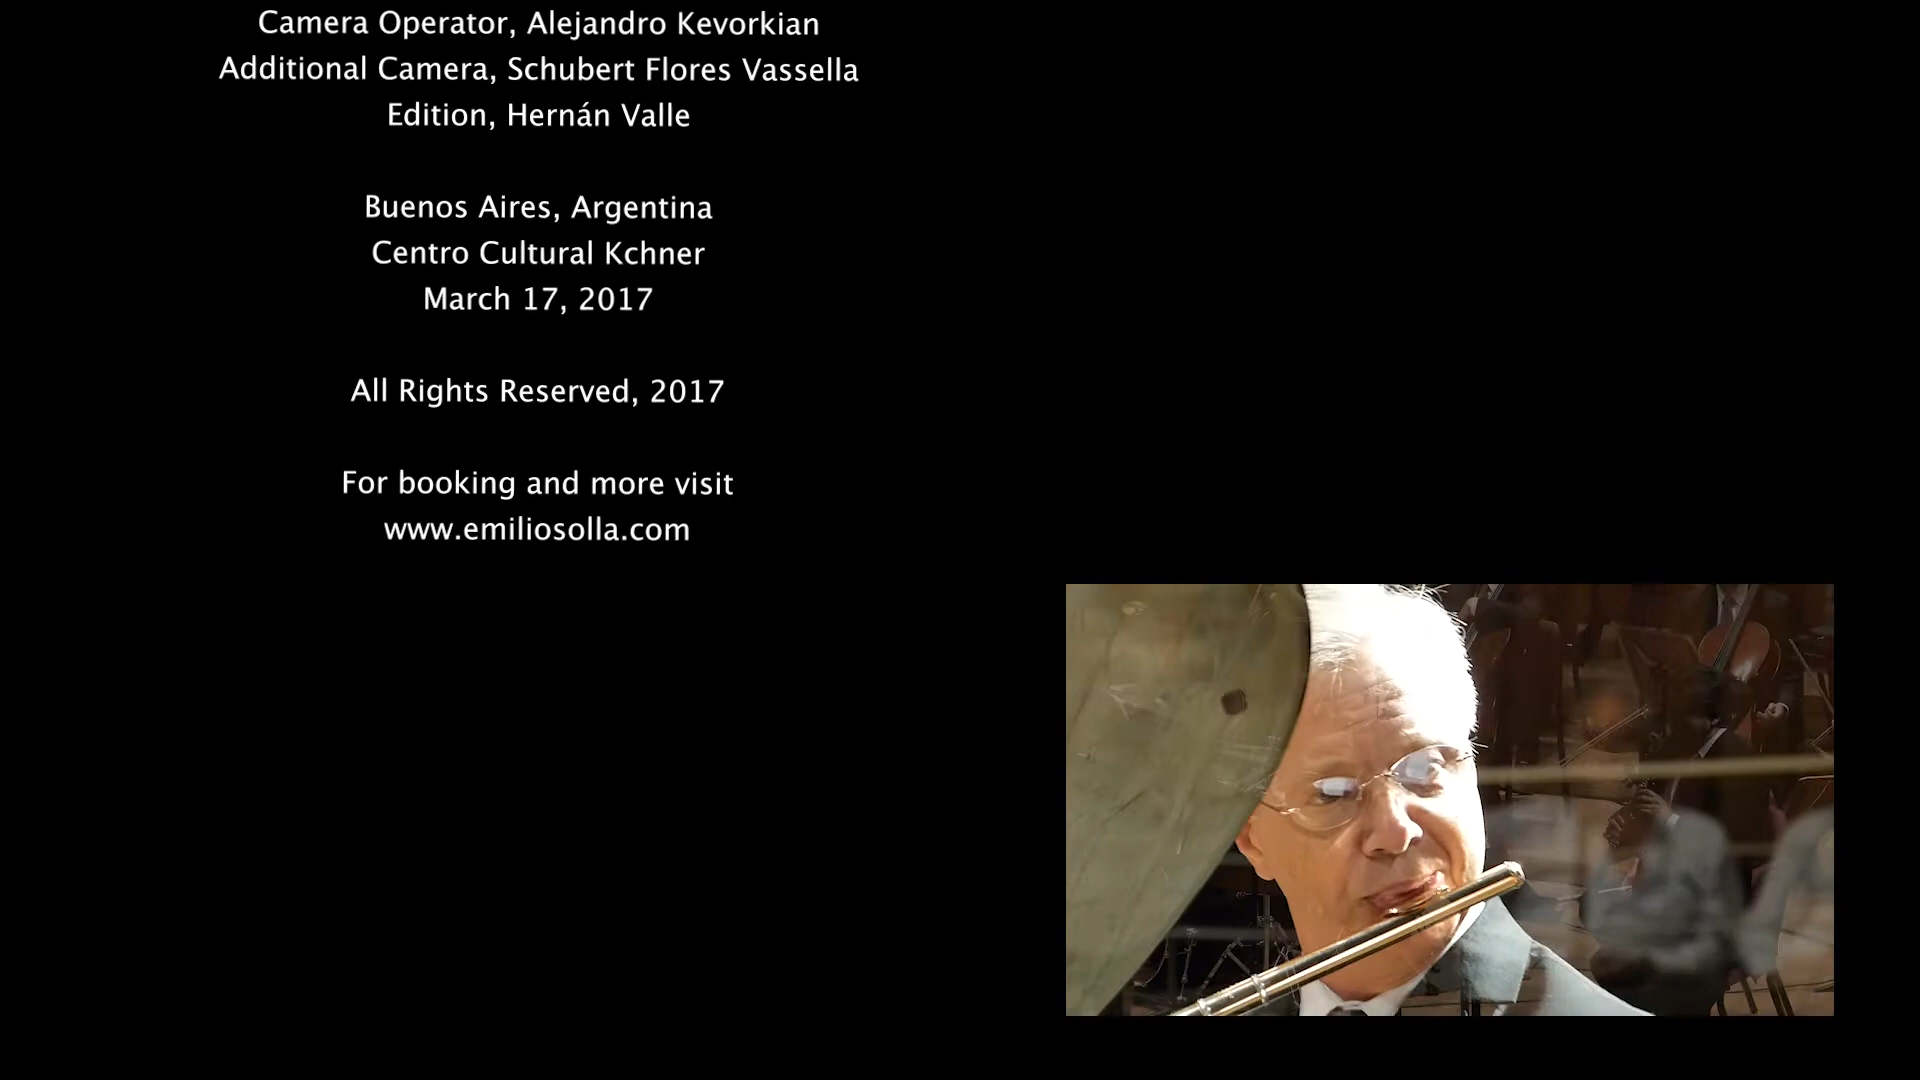 Camera Operator, Alejandro Kevorkian
Additional Camera, Schubert Flores Vassella
Edition, Hernán Valle
Buenos Aires, Argentina
Centro Cultural Kchner
March 17, 2017
All Rights Reserved, 2017
For booking and more visit
www.emiliosolla.com